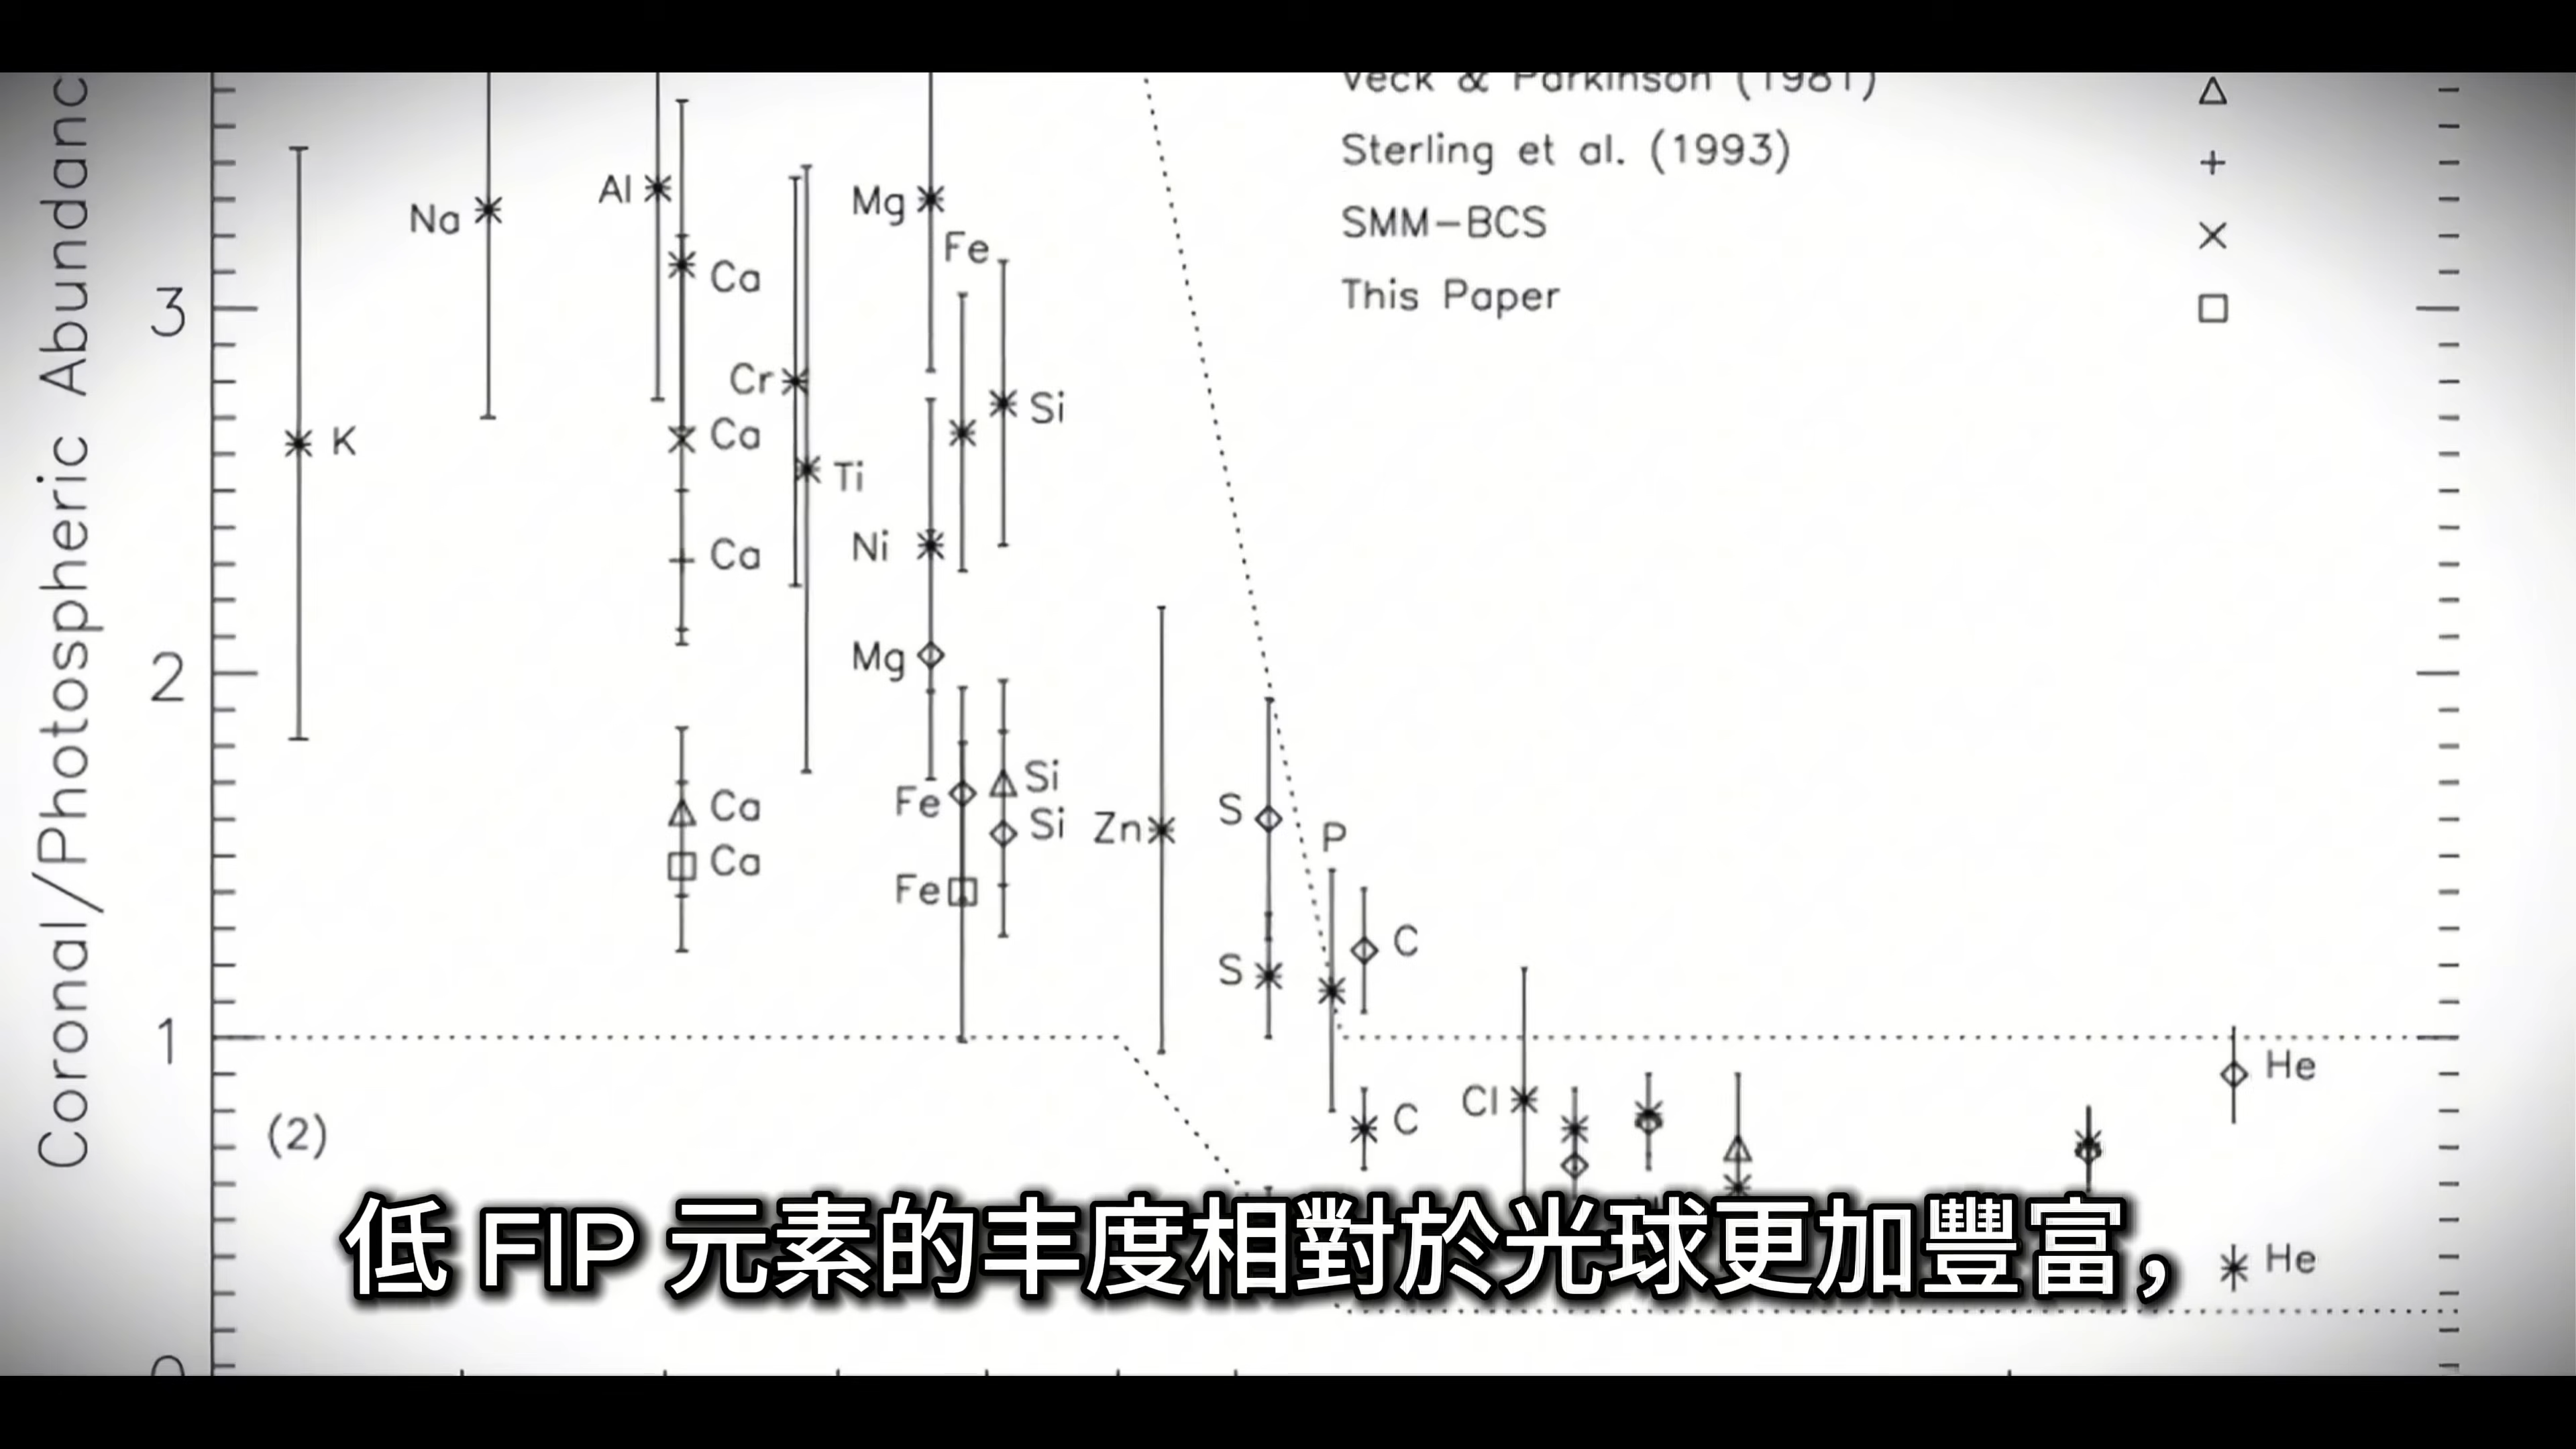 Coronal/Photospheric Abundanc
Veck & Parkinson (1981)
Sterling et al. (1993)
SMM-BCS
This Paper
3
2
1
0
K
Na
Al
Ca
Ca
Ca
Ca
Ca
Cr
Ti
Mg
Fe
Si
Ni
Mg
Fe
Si
Si
Fe
Zn
S
S
P
C
C
Cl
He
He
(2)
低 FIP 元素的丰度相對於光球更加豐富，